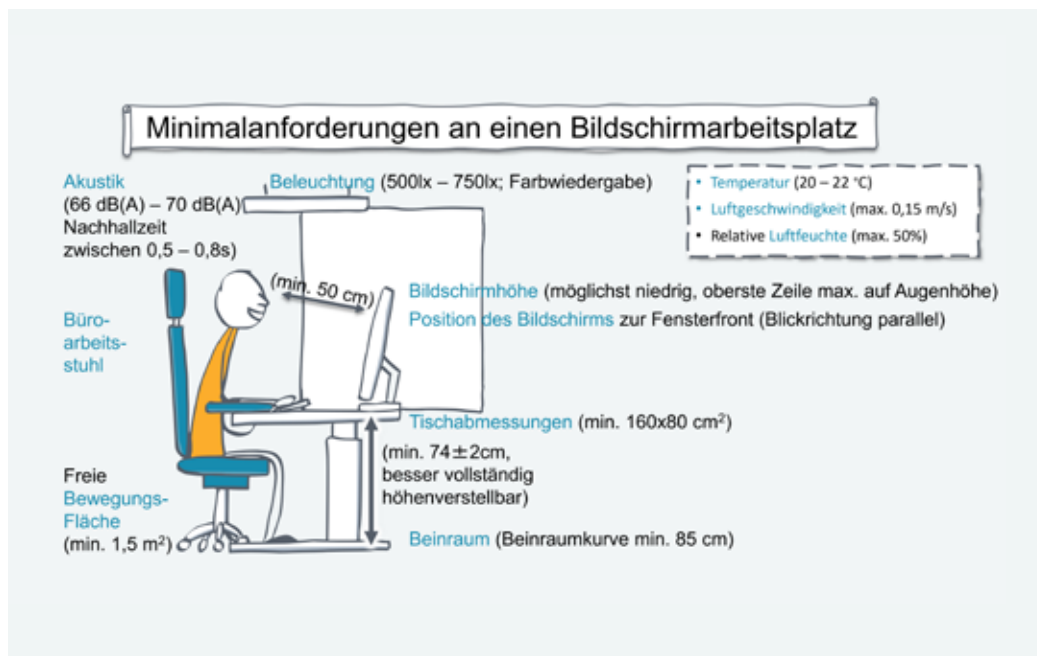 Minimalanforderungen an einen Bildschirmarbeitsplatz
Akustik
(66 dB(A) – 70 dB(A)
Nachhallzeit
zwischen 0,5 – 0,8s)
Beleuchtung (500lx – 750lx; Farbwiedergabe)
• Temperatur (20 – 22 °C)
• Luftgeschwindigkeit (max. 0,15 m/s)
• Relative Luftfeuchte (max. 50%)
(min. 50 cm)
Bildschirmhöhe (möglichst niedrig, oberste Zeile max. auf Augenhöhe)
Position des Bildschirms zur Fensterfront (Blickrichtung parallel)
Büro-
arbeits-
stuhl
Tischabmessungen (min. 160x80 cm²)
(min. 74±2cm,
besser vollständig
höhenverstellbar)
Freie
Bewegungs-
Fläche
(min. 1,5 m²)
Beinraum (Beinraumkurve min. 85 cm)